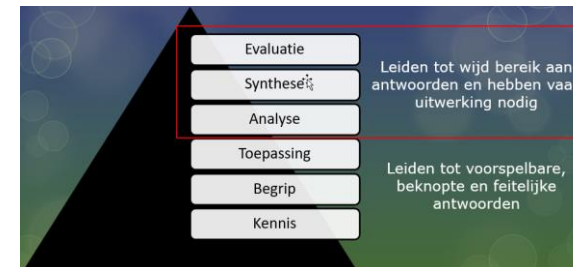 Evaluatie
Synthese
Analyse
Toepassing
Begrip
Kennis
Leiden tot wijd bereik aan
antwoorden en hebben vaa
uitwerking nodig
Leiden tot voorspelbare,
beknopte en feitelijke
antwoorden